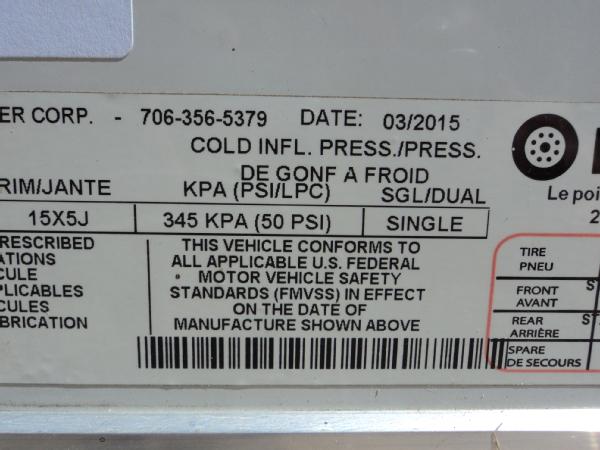 ER CORP. - 706-356-5379 DATE: 03/2015
COLD INFL. PRESS./PRESS.
DE GONF A FROID
RIM/JANTE KPA (PSI/LPC) SGL/DUAL
15X5J 345 KPA (50 PSI) SINGLE
RESCRIBED
ATIONS
CULE
PLICABLES
CULES
BRICATION
THIS VEHICLE CONFORMS TO
ALL APPLICABLE U.S. FEDERAL
MOTOR VEHICLE SAFETY
STANDARDS (FMVSS) IN EFFECT
ON THE DATE OF
MANUFACTURE SHOWN ABOVE
Le poi
2
TIRE
PNEU
FRONT
AVANT
REAR
ARRIÈRE
SPARE
DE SECOURS